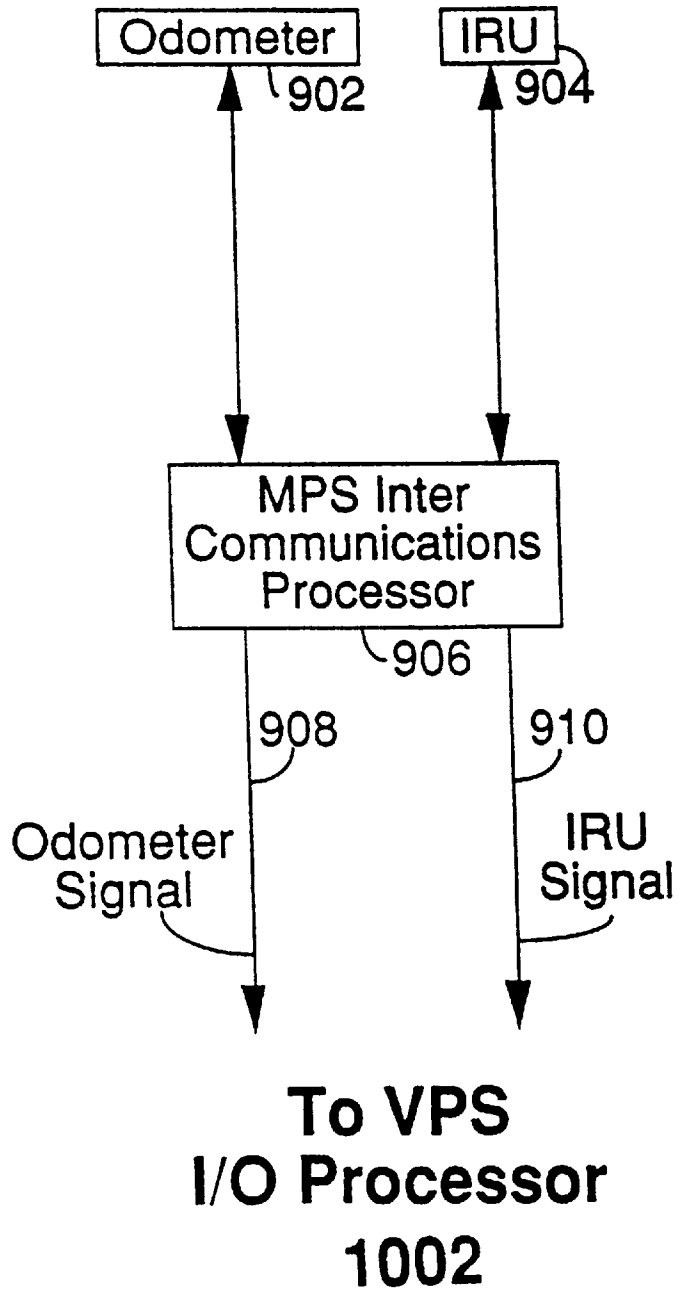 Odometer
IRU
902
904
MPS Inter
Communications
Processor
906
908
910
Odometer
Signal
IRU
Signal
To VPS
I/O Processor
1002